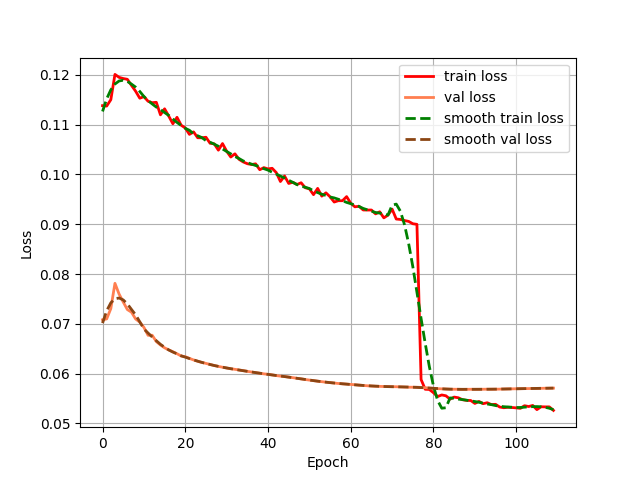 train loss
val loss
smooth train loss
smooth val loss
Loss
0.12
0.11
0.10
0.09
0.08
0.07
0.06
0.05
0 20 40 60 80 100
Epoch